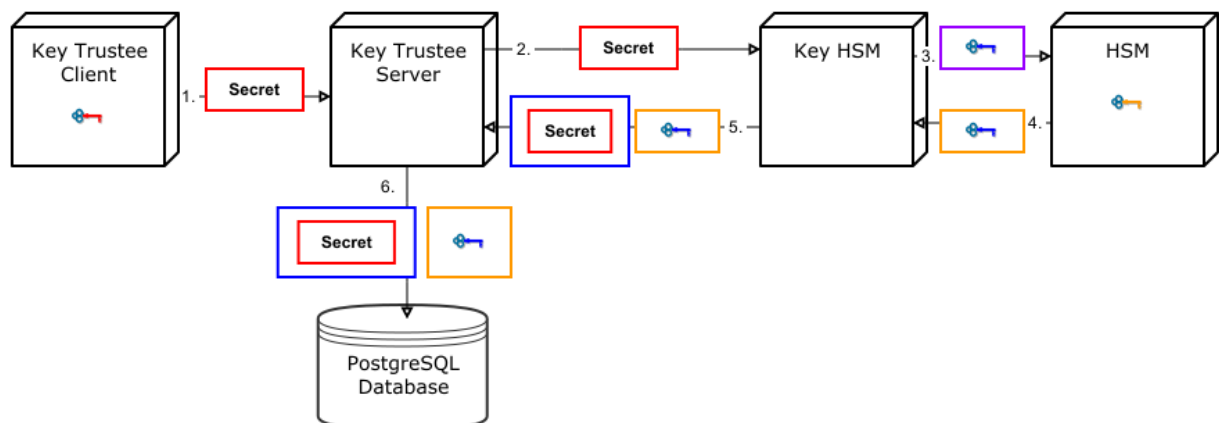 Key Trustee
Client
1.
Secret
Key Trustee
Server
2.
Secret
Key HSM
3.
HSM
4.
5.
Secret
6.
Secret
PostgreSQL
Database